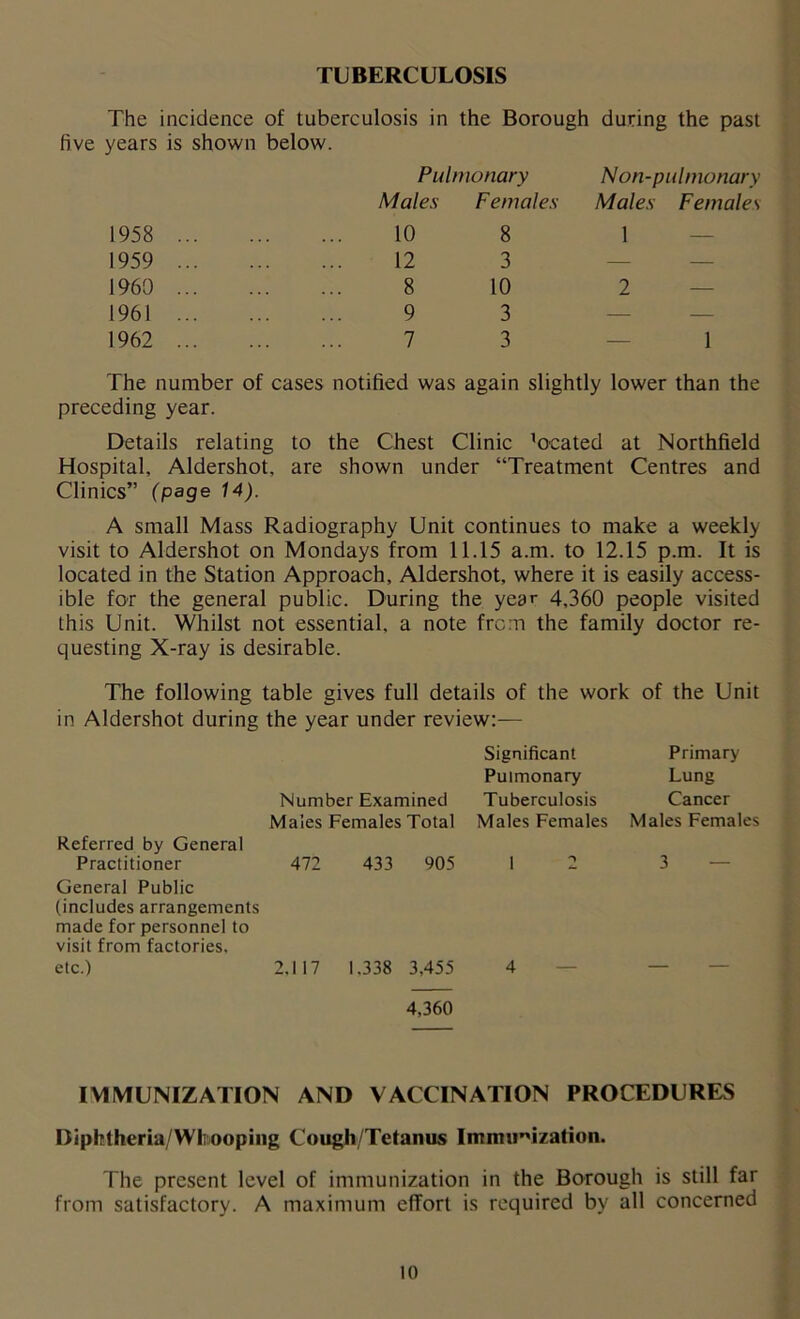 TUBERCULOSIS
The incidence of tuberculosis in the Borough during the past
five years is shown below.
Pulmonary Non-pulmonary
Males Females Males Females
1958 ... ... ... 10 8 1 —
1959 ... ... ... 12 3 — —
1960 ... ... ... 8 10 2 —
1961 ... ... ... 9 3 — —
1962 ... ... ... 7 3 — 1
The number of cases notified was again slightly lower than the
preceding year.
Details relating to the Chest Clinic 'ocated at Northfield
Hospital, Aldershot, are shown under “Treatment Centres and
Clinics” (page 14).
A small Mass Radiography Unit continues to make a weekly
visit to Aldershot on Mondays from 11.15 a.m. to 12.15 p.m. It is
located in the Station Approach, Aldershot, where it is easily access-
ible for the general public. During the year 4,360 people visited
this Unit. Whilst not essential, a note from the family doctor re-
questing X-ray is desirable.
The following table gives full details of the work of the Unit
in Aldershot during the year under review:—
Significant Primary
Pulmonary Lung
Number Examined Tuberculosis Cancer
Males Females Total Males Females Males Females
Referred by General
Practitioner 472 433 905 1 2 3 —
General Public
(includes arrangements
made for personnel to
visit from factories,
etc.) 2,117 1,338 3,455 4 — — —
4,360
IMMUNIZATION AND VACCINATION PROCEDURES
Diphtheria/Whooping Cough/Tetanus Immunization.
The present level of immunization in the Borough is still far
from satisfactory. A maximum effort is required by all concerned
10